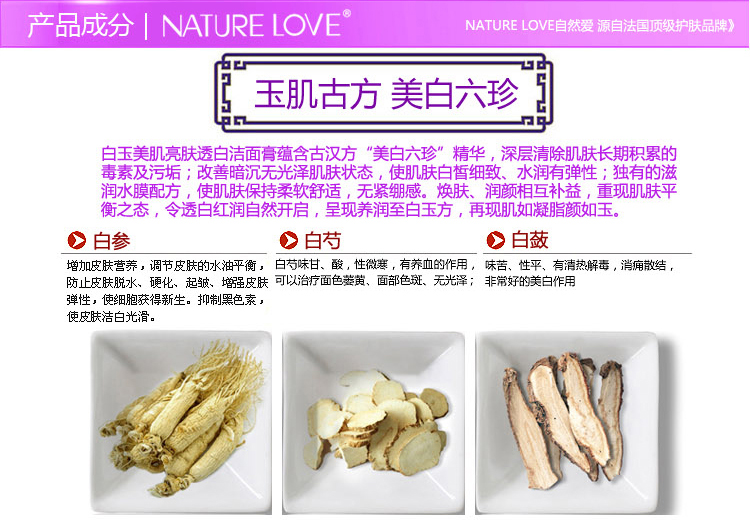 产品成分 | NATURE LOVE®
NATURE LOVE自然爱 源自法国顶级护肤品牌》
玉肌古方 美白六珍
白玉美肌亮肤透白洁面膏蕴含古汉方“美白六珍”精华，深层清除肌肤长期积累的
毒素及污垢；改善暗沉无光泽肌肤状态，使肌肤白皙细致、水润有弹性；独有的滋
润水膜配方，使肌肤保持柔软舒适，无紧绷感。焕肤、润颜相互补益，重现肌肤平
衡之态，令透白红润自然开启，呈现养润至白玉方，再现肌如凝脂颜如玉。
白参
增加皮肤营养，调节皮肤的水油平衡，
防止皮肤脱水、硬化、起皱、增强皮肤
弹性，使细胞获得新生。抑制黑色素，
使皮肤洁白光滑。
白芍
白芍味甘、酸，性微寒，有养血的作用，
可以治疗面色萎黄、面部色斑、无光泽；
白蔹
味苦、性平、有清热解毒，消痈散结，
非常好的美白作用